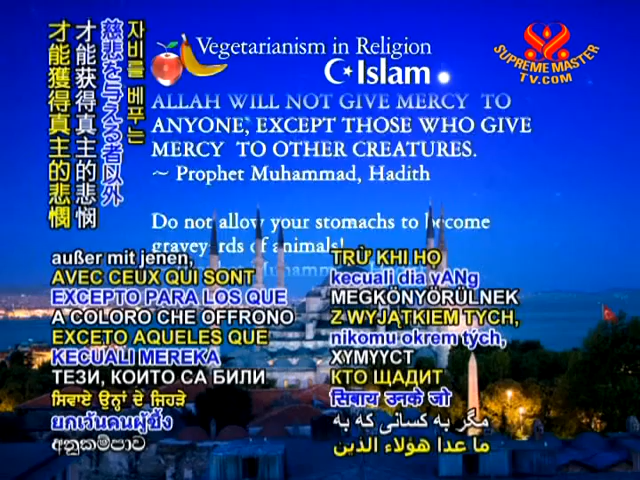 Vegetarianism in Religion
Islam
SUPREME MASTER
TV.COM
ALLAH WILL NOT GIVE MERCY TO
ANYONE, EXCEPT THOSE WHO GIVE
MERCY TO OTHER CREATURES.
~ Prophet Muhammad, Hadith
Do not allow your stomachs to become
graveyards of animals!
자비를 베푸는
慈悲を与える者以外
才能获得真主的悲悯
才能獲得真主的悲憫
außer mit jenen,
AVEC CEUX QUI SONT
EXCEPTO PARA LOS QUE
A COLORO CHE OFFRONO
EXCETO AQUELES QUE
KECUALI MEREKA
ТЕЗИ, КОИТО СА БИЛИ
ਸਿਵਾਏ ਉਨ੍ਹਾਂ ਦੇ ਜਿਹੜੇ
ยกเว้นคนผู้ซึ่ง
අනුකම්පාව
TRỪ KHI HỌ
kecuali dia yANg
MEGKÖNYÖRÜLNEK
Z WYJĄTKIEM TYCH,
nikomu okrem tých,
ХҮМҮҮСТ
КТО ЩАДИТ
सिवाय उनके जो
مگر به کسانی که به
ما عدا هؤلاء الذين